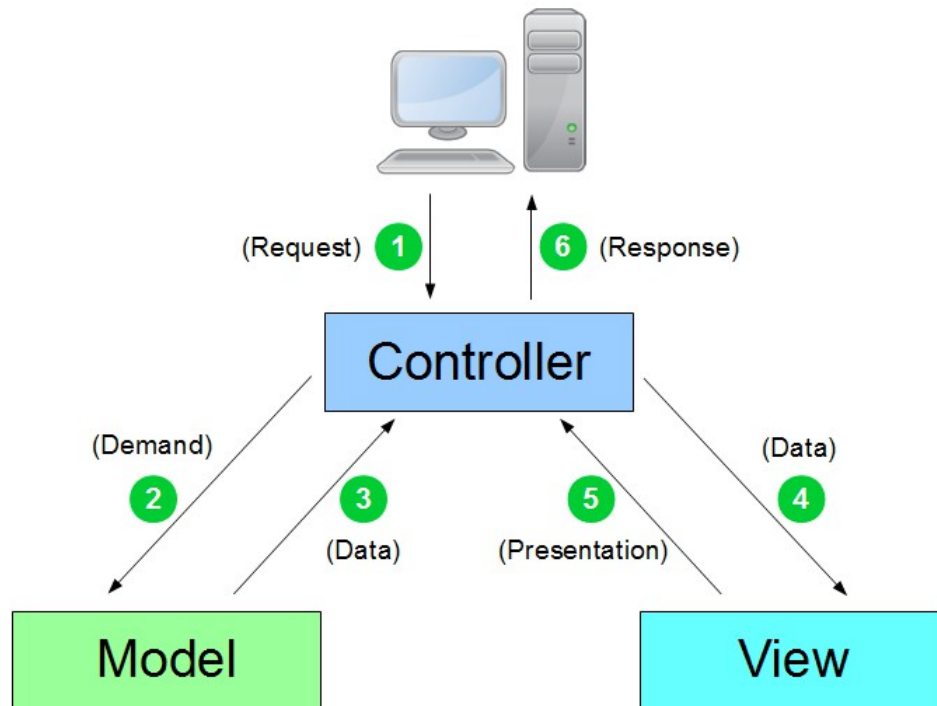 (Request) 1 6 (Response)
Controller
(Demand) (Data)
2 3 5 4
(Data) (Presentation)
Model View